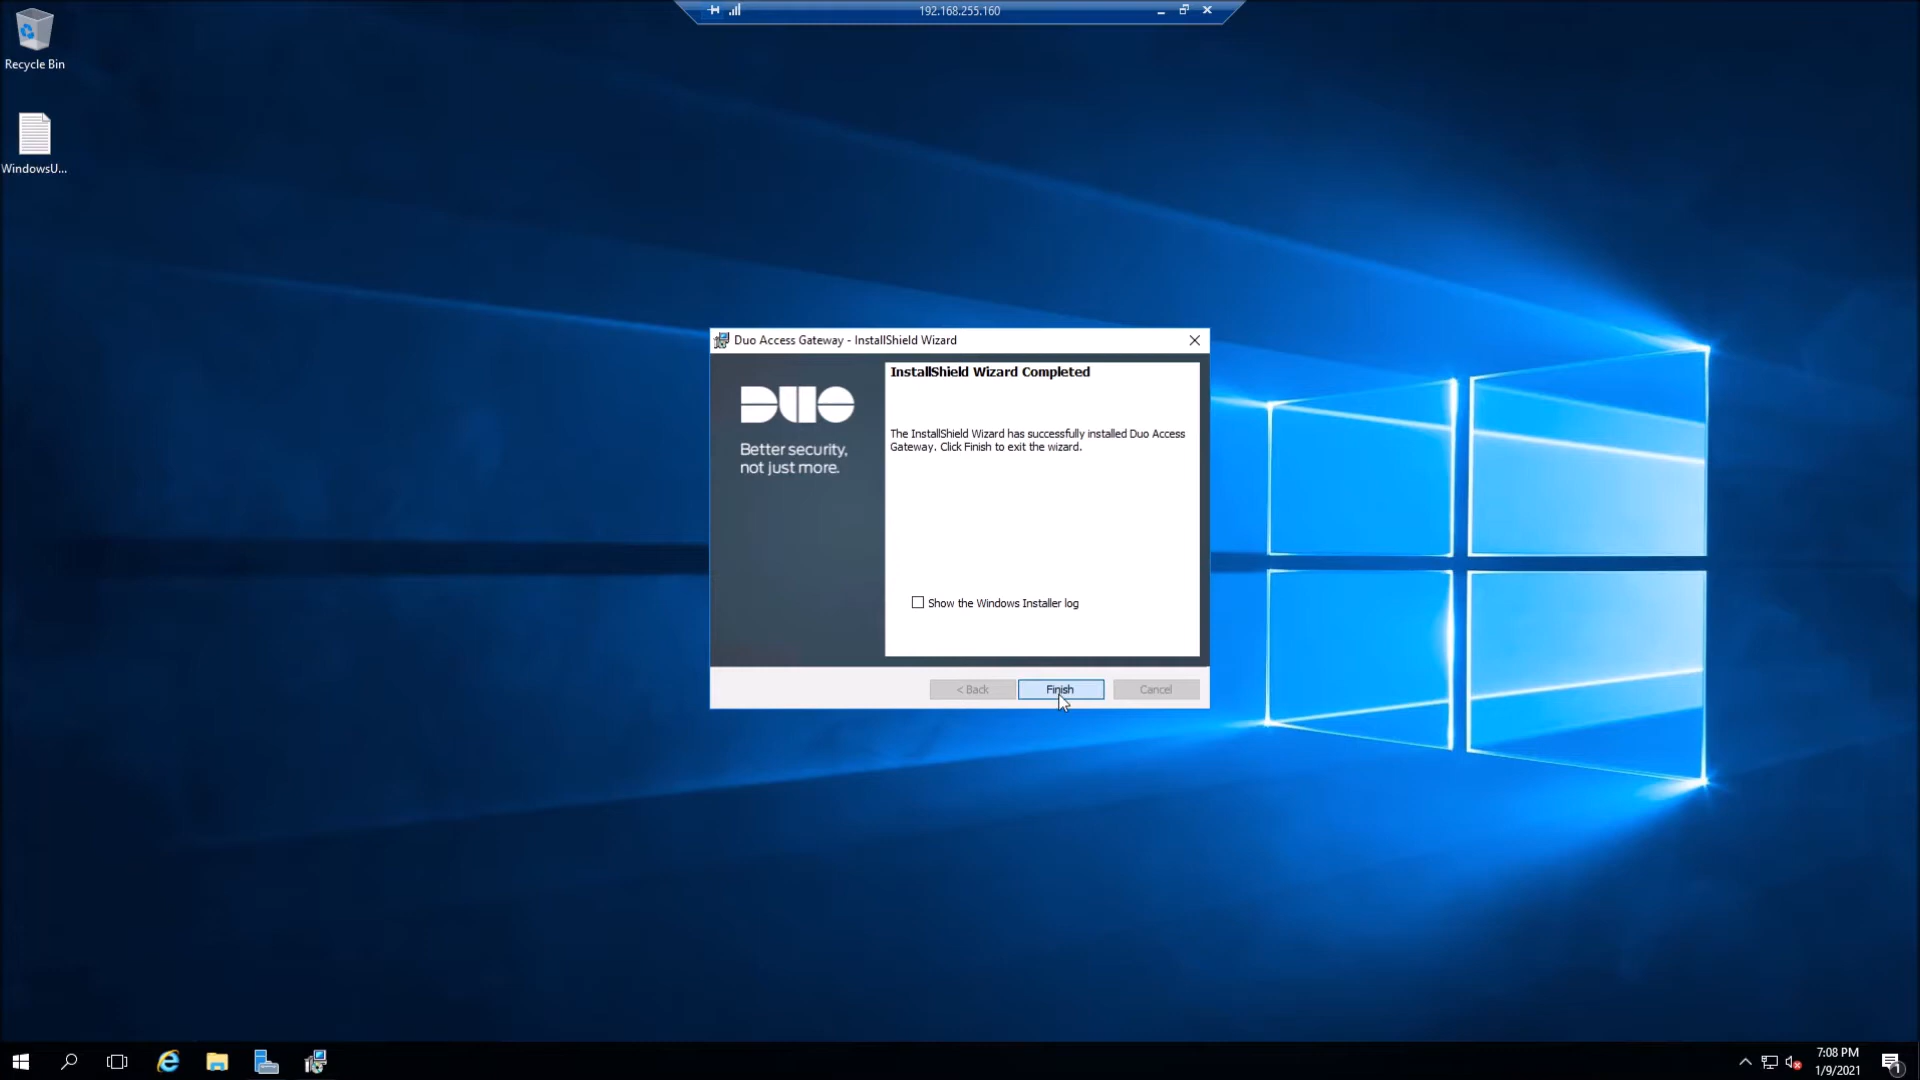 192.168.255.160
Recycle Bin
WindowsU...
Duo Access Gateway - InstallShield Wizard
DUO
Better security,
not just more.
InstallShield Wizard Completed
The InstallShield Wizard has successfully installed Duo Access
Gateway. Click Finish to exit the wizard.
Show the Windows Installer log
< Back
Finish
Cancel
7:08 PM
1/9/2021
1